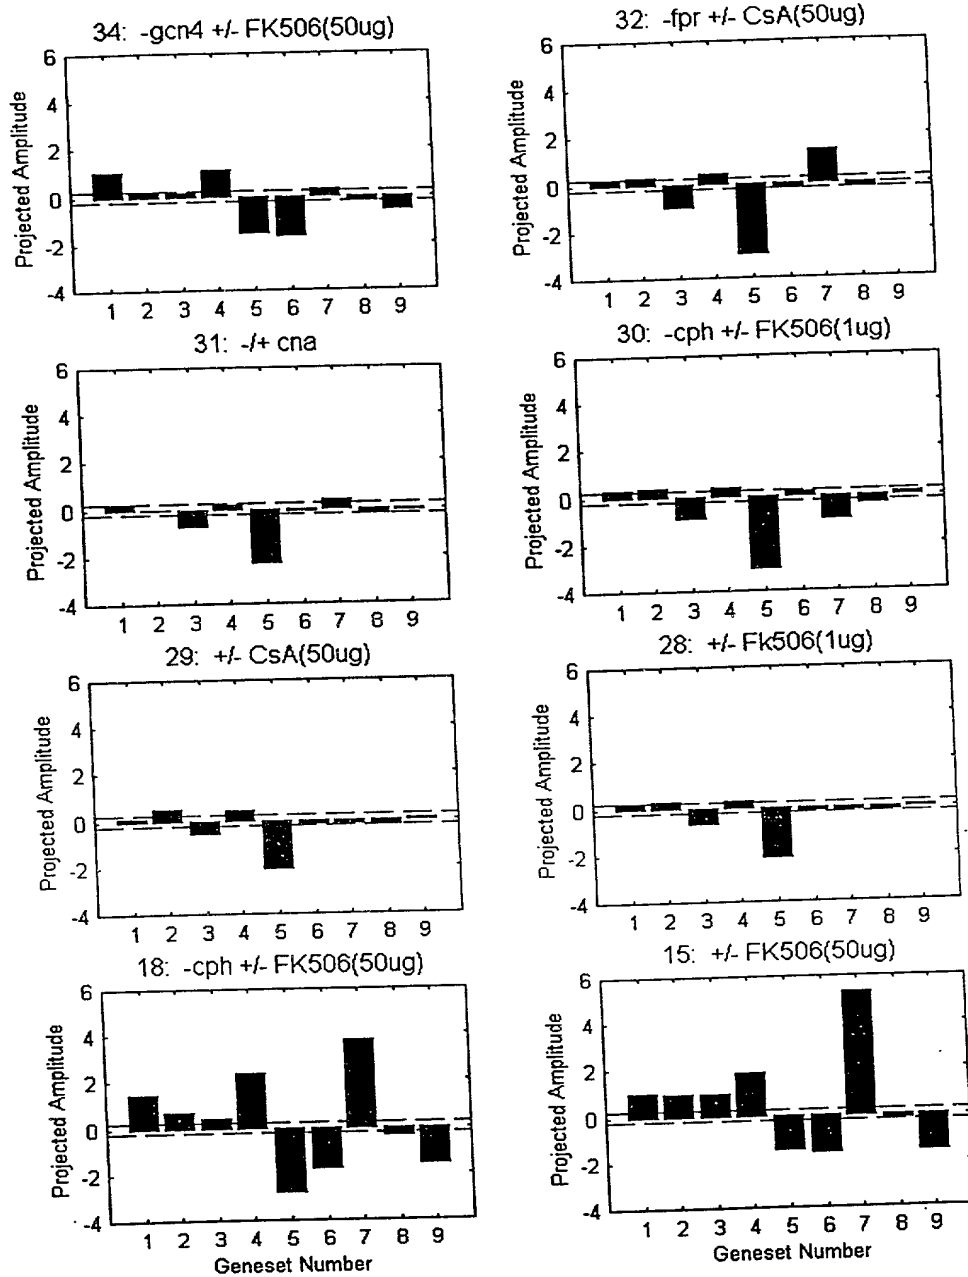 34: -gcn4 +/- FK506(50ug)
Projected Amplitude
6
4
2
0
-2
-4
1 2 3 4 5 6 7 8 9
32: -fpr +/- CsA(50ug)
Projected Amplitude
6
4
2
0
-2
-4
1 2 3 4 5 6 7 8 9
31: -/+ cna
Projected Amplitude
6
4
2
0
-2
-4
1 2 3 4 5 6 7 8 9
30: -cph +/- FK506(1ug)
Projected Amplitude
6
4
2
0
-2
-4
1 2 3 4 5 6 7 8 9
29: +/- CsA(50ug)
Projected Amplitude
6
4
2
0
-2
-4
1 2 3 4 5 6 7 8 9
28: +/- Fk506(1ug)
Projected Amplitude
6
4
2
0
-2
-4
1 2 3 4 5 6 7 8 9
18: -cph +/- FK506(50ug)
Projected Amplitude
6
4
2
0
-2
-4
1 2 3 4 5 6 7 8 9
Geneset Number
15: +/- FK506(50ug)
Projected Amplitude
6
4
2
0
-2
-4
1 2 3 4 5 6 7 8 9
Geneset Number